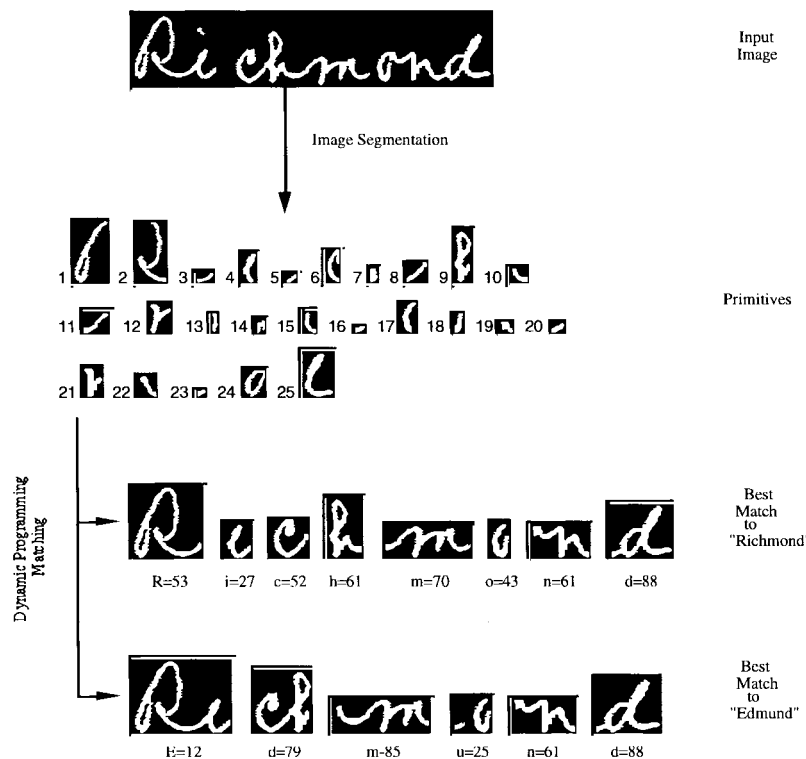 Richmond
Input
Image
Image Segmentation
1 2 3 4 5 6 7 8 9 10
11 12 13 14 15 16 17 18 19 20
Primitives
21 22 23 24 25
Dynamic Programming
Matching
R i c h m o n d
R=53 i=27 c=52 h=61 m=70 o=43 n=61 d=88
Best
Match
to
"Richmond"
Ri ch m o n d
E=12 d=79 m-85 u=25 n=61 d=88
Best
Match
to
"Edmund"